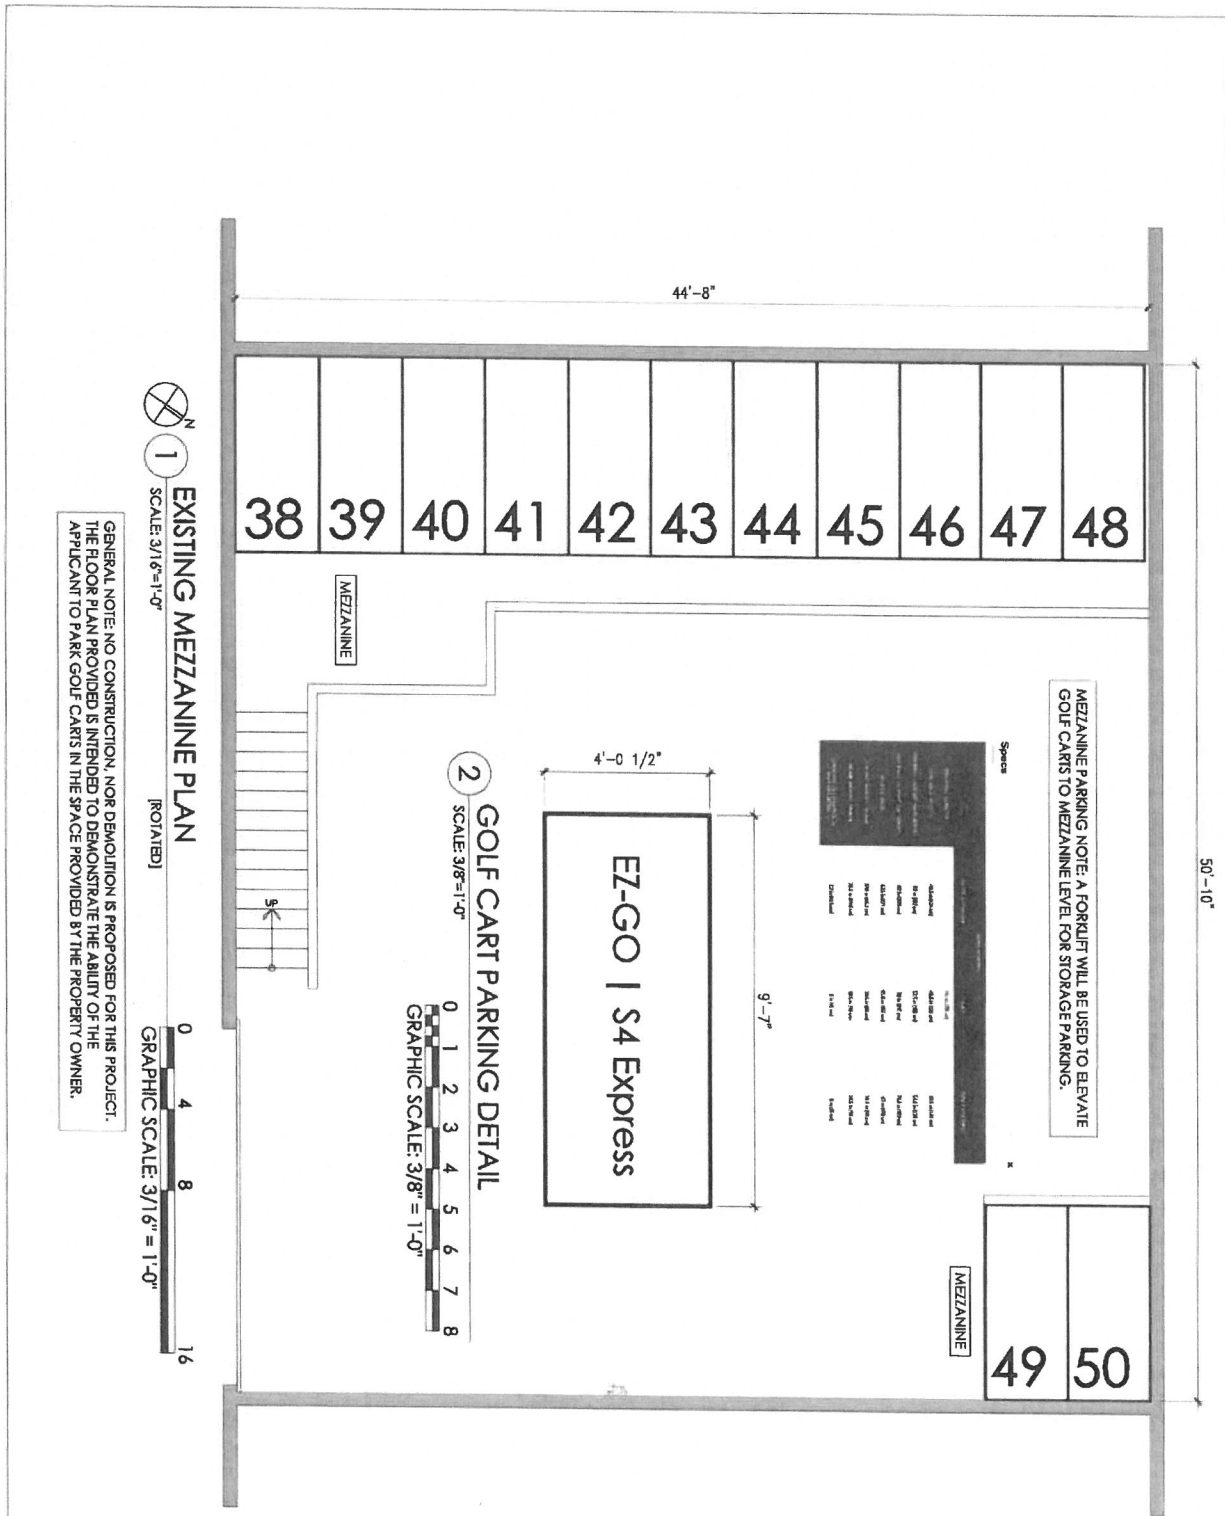 44'-8"
50'-10"
38
39
40
41
42
43
44
45
46
47
48
MEZZANINE
MEZZANINE PARKING NOTE: A FORKLIFT WILL BE USED TO ELEVATE
GOLF CARTS TO MEZZANINE LEVEL FOR STORAGE PARKING.
Specs
x
4'-0 1/2"
9'-7"
EZ-GO | S4 Express
2
GOLF CART PARKING DETAIL
SCALE: 3/8"=1'-0"
0 1 2 3 4 5 6 7 8
GRAPHIC SCALE: 3/8" = 1'-0"
UP
MEZZANINE
49
50
N
1
EXISTING MEZZANINE PLAN
SCALE: 3/16"=1'-0"
[ROTATED]
0 4 8 16
GRAPHIC SCALE: 3/16" = 1'-0"
GENERAL NOTE: NO CONSTRUCTION, NOR DEMOLITION IS PROPOSED FOR THIS PROJECT.
THE FLOOR PLAN PROVIDED IS INTENDED TO DEMONSTRATE THE ABILITY OF THE
APPLICANT TO PARK GOLF CARTS IN THE SPACE PROVIDED BY THE PROPERTY OWNER.